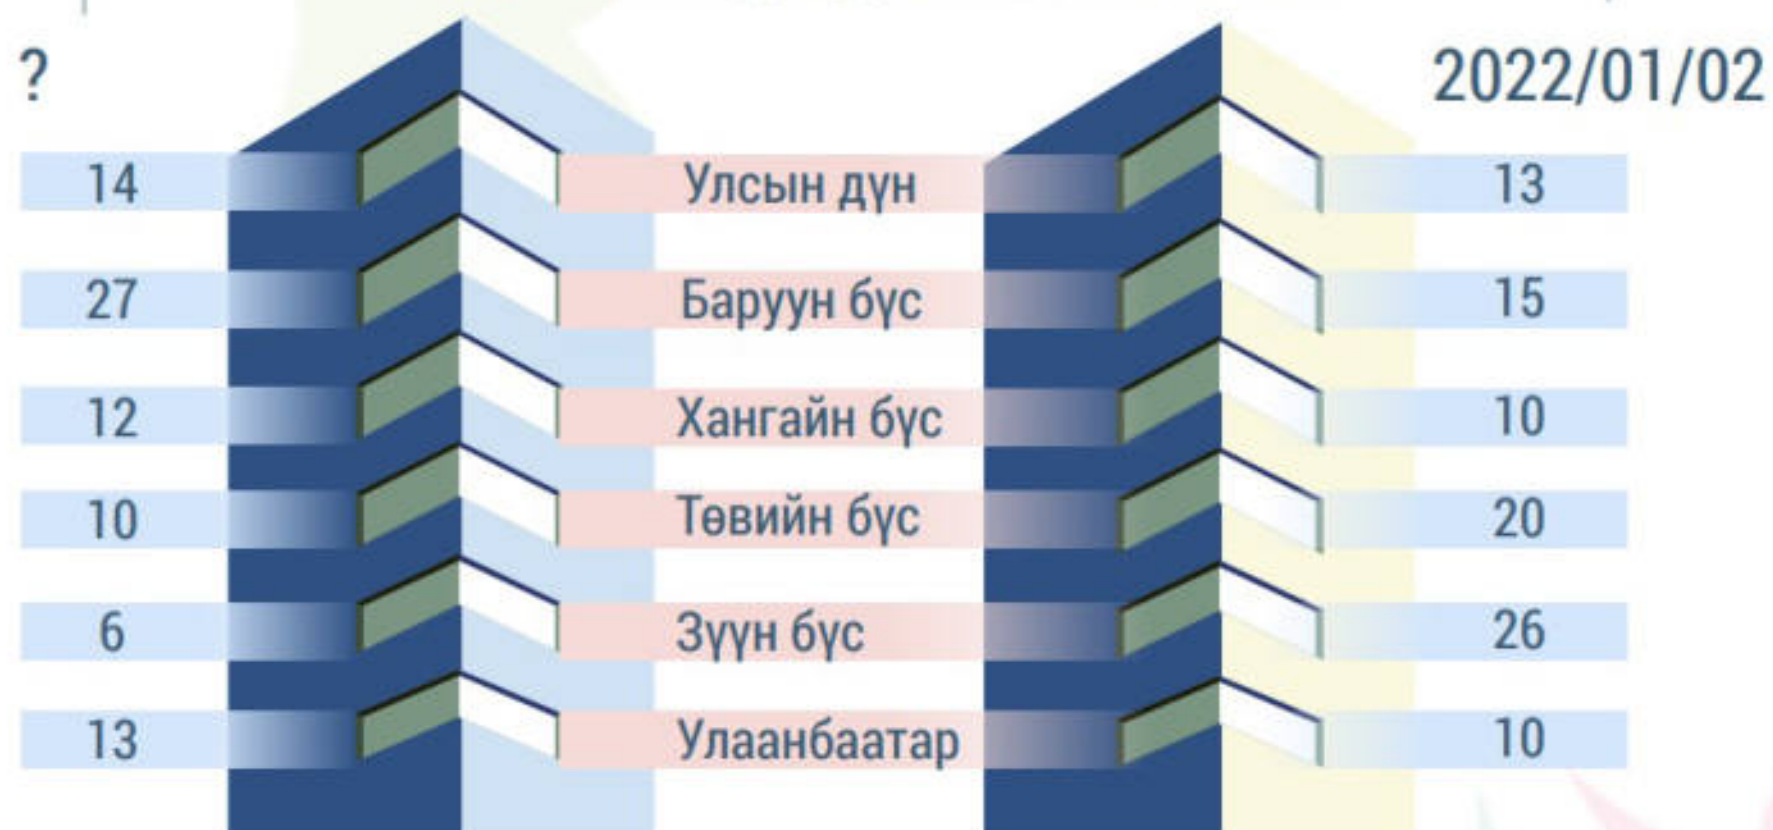 ? 2022/01/02
14 Улсын дүн 13
27 Баруун бүс 15
12 Хангайн бүс 10
10 Төвийн бүс 20
6 Зүүн бүс 26
13 Улаанбаатар 10